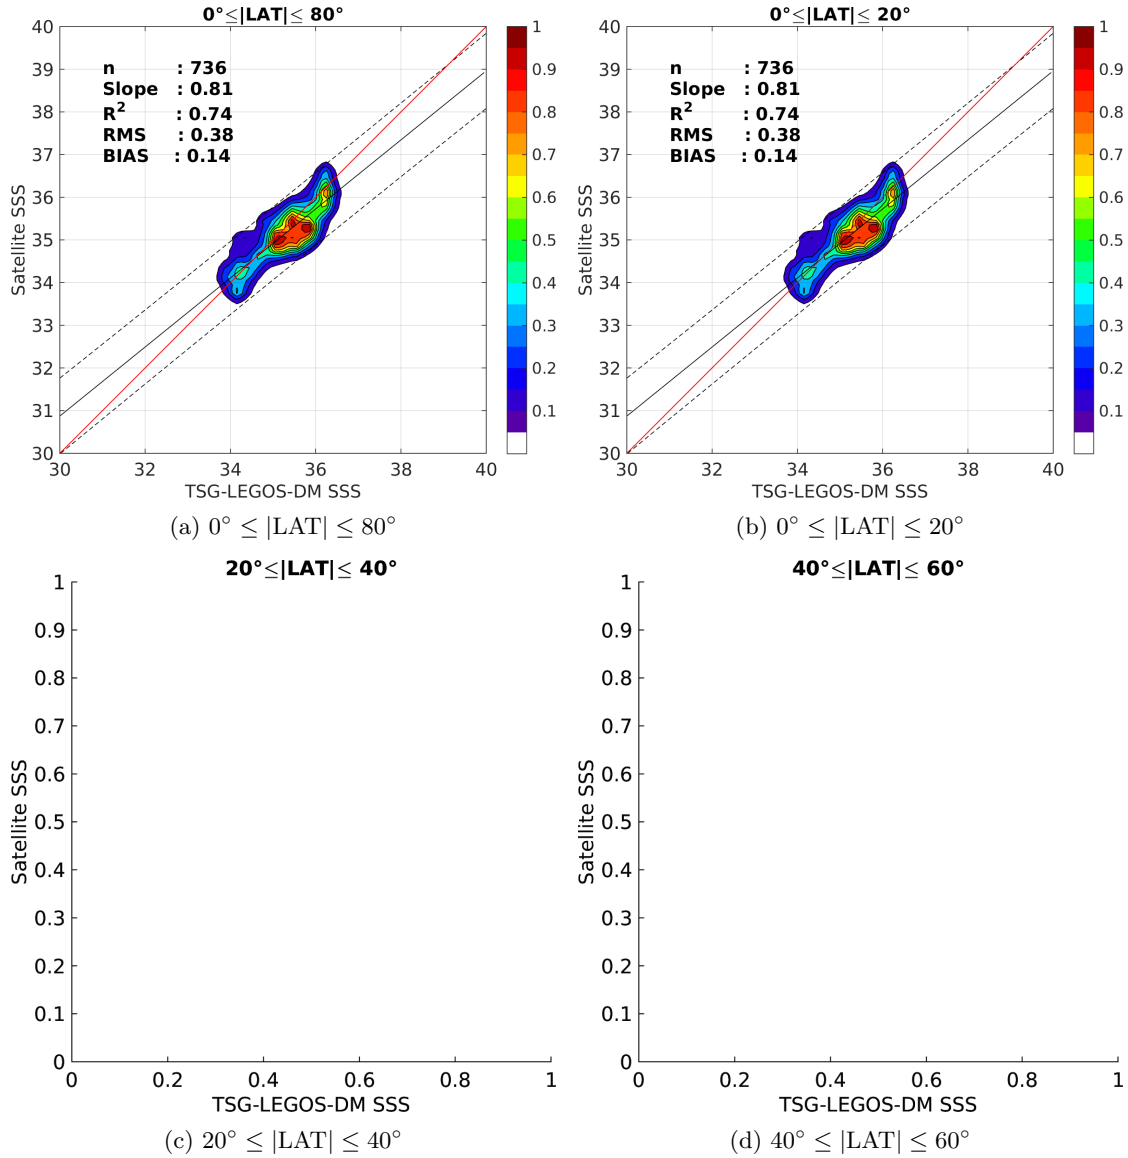 0°≤|LAT|≤ 80°
n : 736
Slope : 0.81
R2 : 0.74
RMS : 0.38
BIAS : 0.14
40
39
38
37
36
35
34
33
32
31
30
30 32 34 36 38 40
Satellite SSS
TSG-LEGOS-DM SSS
1
0.9
0.8
0.7
0.6
0.5
0.4
0.3
0.2
0.1
(a) 0° ≤ |LAT| ≤ 80°
0°≤|LAT|≤ 20°
n : 736
Slope : 0.81
R2 : 0.74
RMS : 0.38
BIAS : 0.14
40
39
38
37
36
35
34
33
32
31
30
30 32 34 36 38 40
Satellite SSS
TSG-LEGOS-DM SSS
1
0.9
0.8
0.7
0.6
0.5
0.4
0.3
0.2
0.1
(b) 0° ≤ |LAT| ≤ 20°
20°≤|LAT|≤ 40°
1
0.9
0.8
0.7
0.6
0.5
0.4
0.3
0.2
0.1
0
0 0.2 0.4 0.6 0.8 1
Satellite SSS
TSG-LEGOS-DM SSS
(c) 20° ≤ |LAT| ≤ 40°
40°≤|LAT|≤ 60°
1
0.9
0.8
0.7
0.6
0.5
0.4
0.3
0.2
0.1
0
0 0.2 0.4 0.6 0.8 1
Satellite SSS
TSG-LEGOS-DM SSS
(d) 40° ≤ |LAT| ≤ 60°